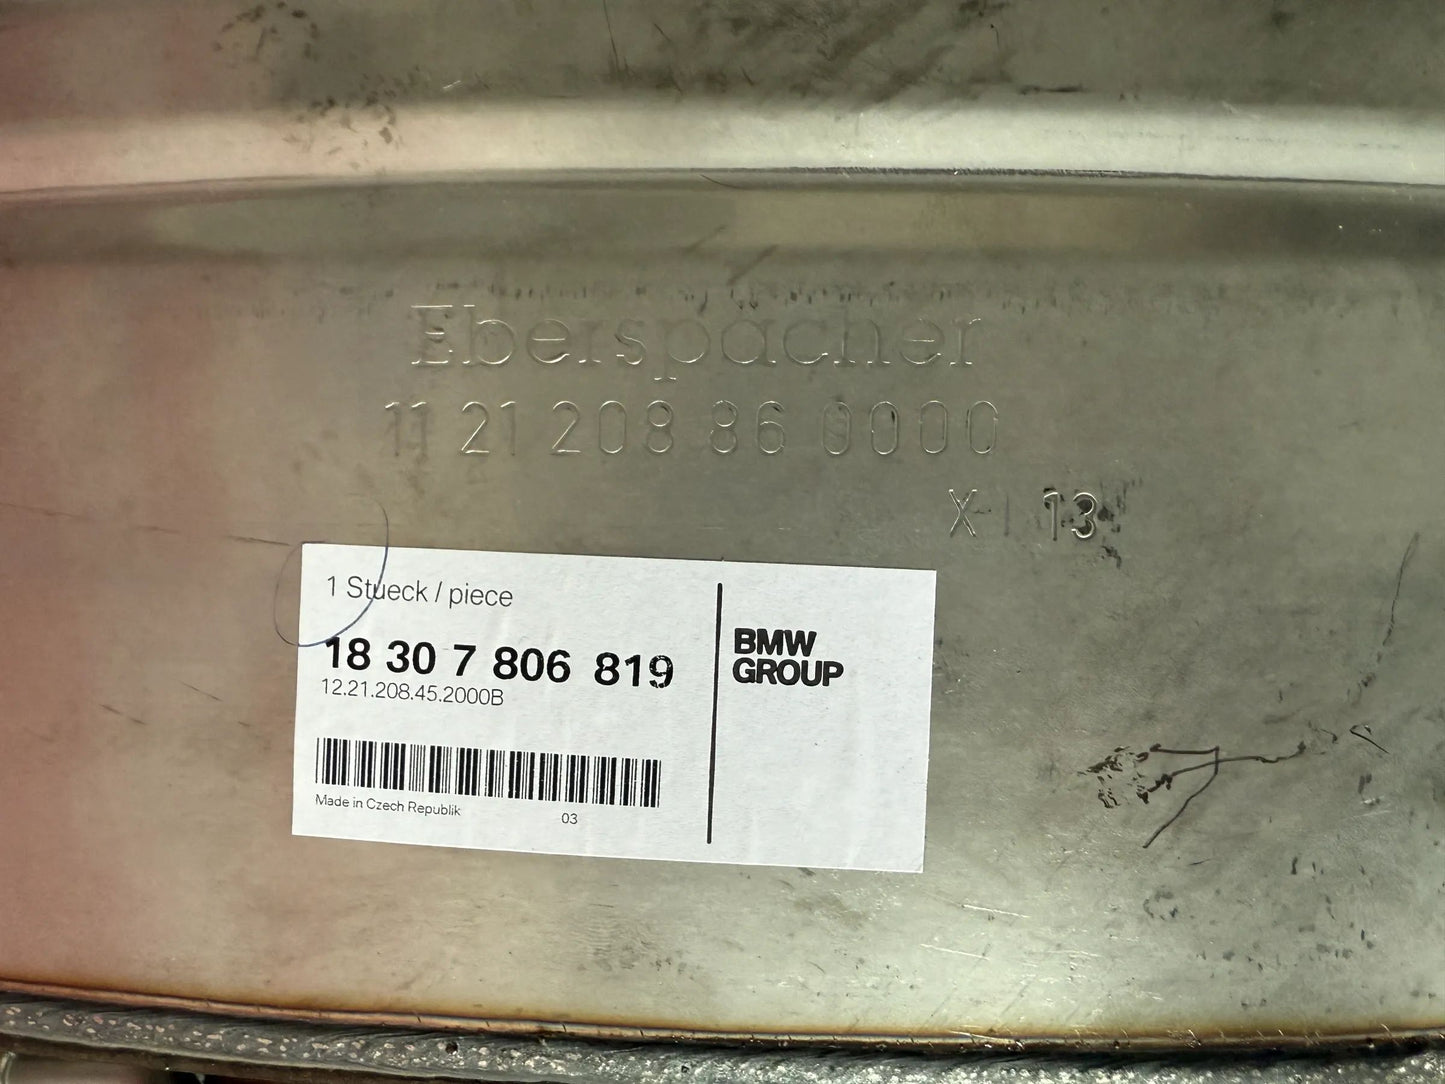 Eberspächer
11 21 208 86 0000
X 13
1 Stueck / piece
18 30 7 806 819
12.21.208.45.2000B
Made in Czech Republik
03
BMW
GROUP